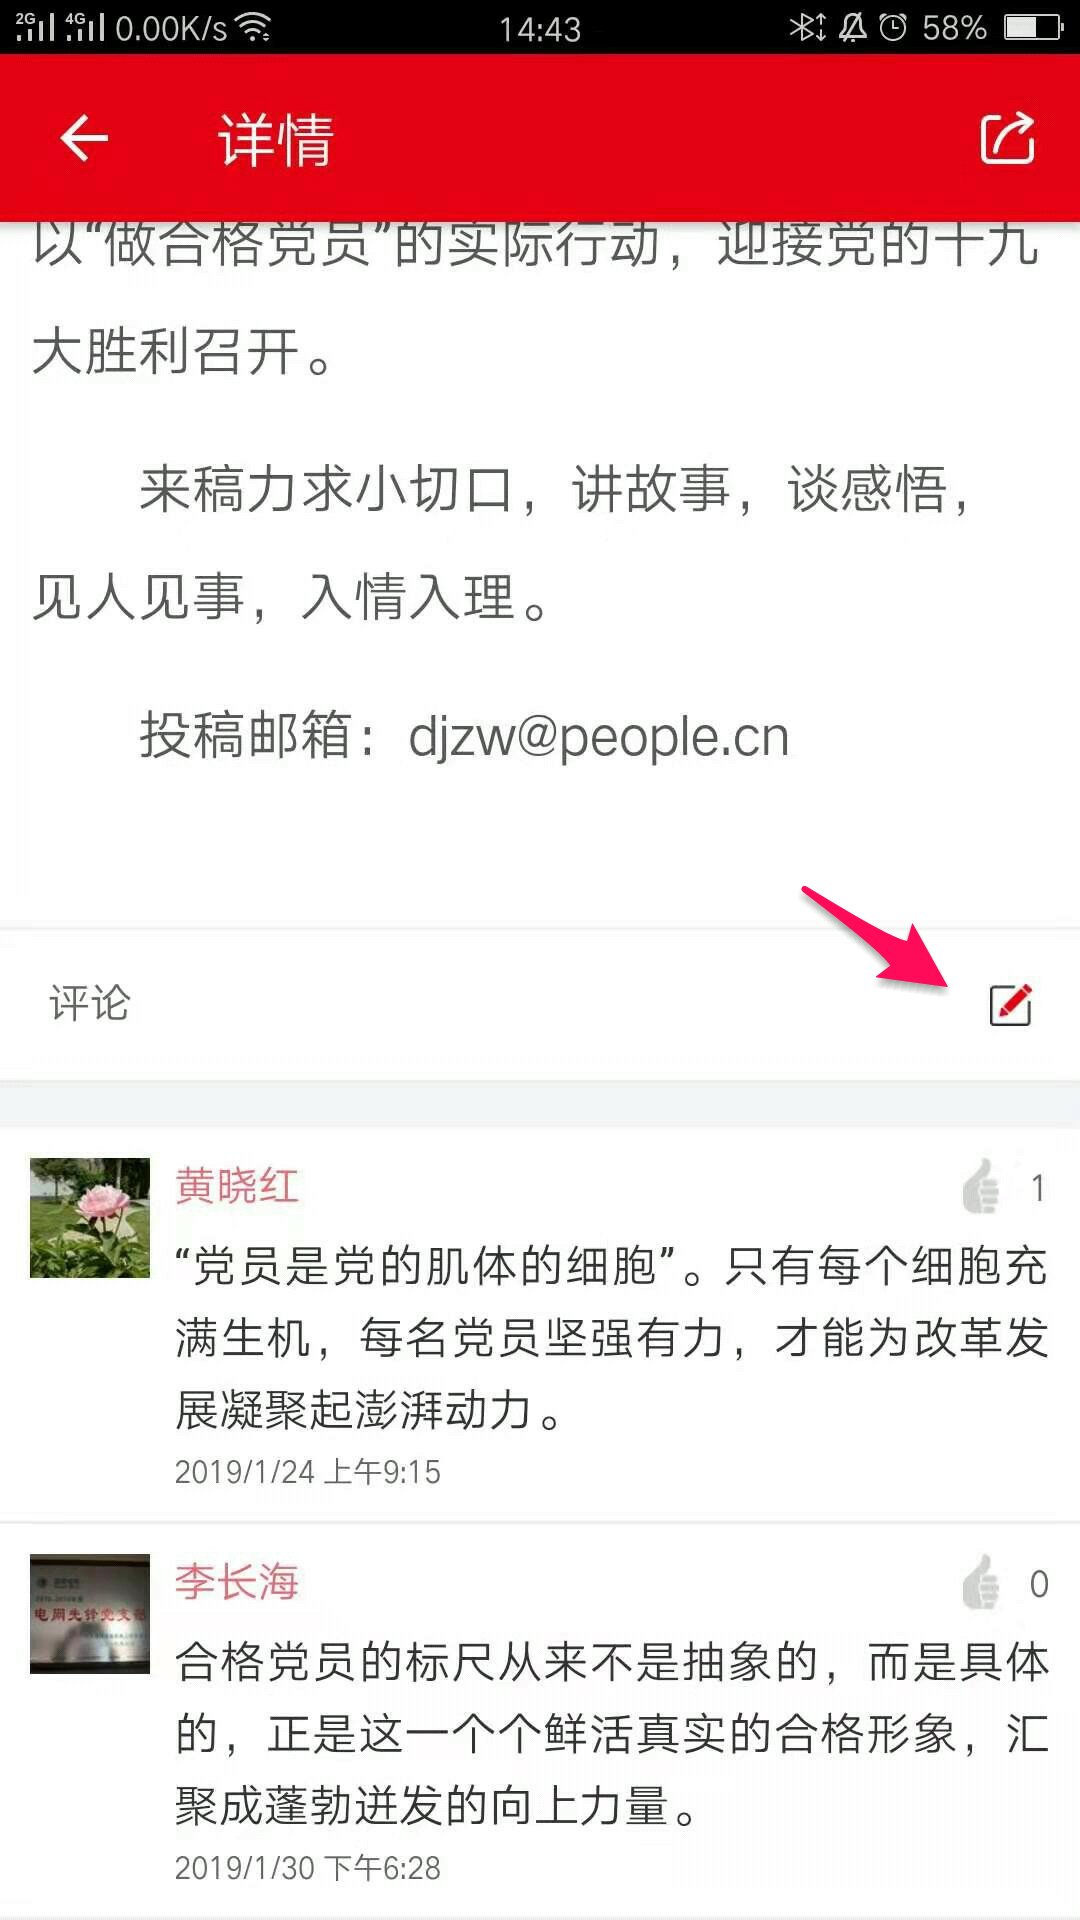 2G 4G 0.00K/s 14:43 58%
详情
以“做合格党员”的实际行动，迎接党的十九
大胜利召开。
来稿力求小切口，讲故事，谈感悟，
见人见事，入情入理。
投稿邮箱：djzw@people.cn
评论
黄晓红 1
“党员是党的肌体的细胞”。只有每个细胞充
满生机，每名党员坚强有力，才能为改革发
展凝聚起澎湃动力。
2019/1/24 上午9:15
李长海 0
电网先锋党支部
合格党员的标尺从来不是抽象的，而是具体
的，正是这一个个鲜活真实的合格形象，汇
聚成蓬勃迸发的向上力量。
2019/1/30 下午6:28